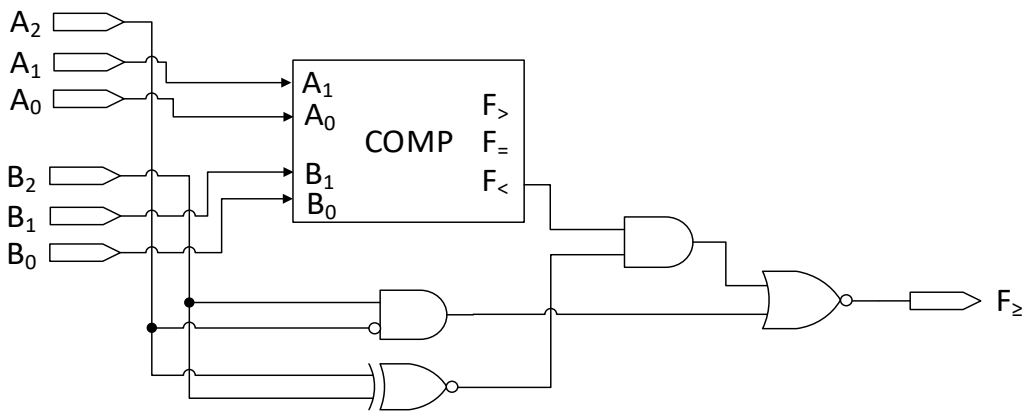 A₂
A₁
A₀
B₂
B₁
B₀
A₁
A₀
B₁
B₀
COMP
F>
F=
F<
F≥